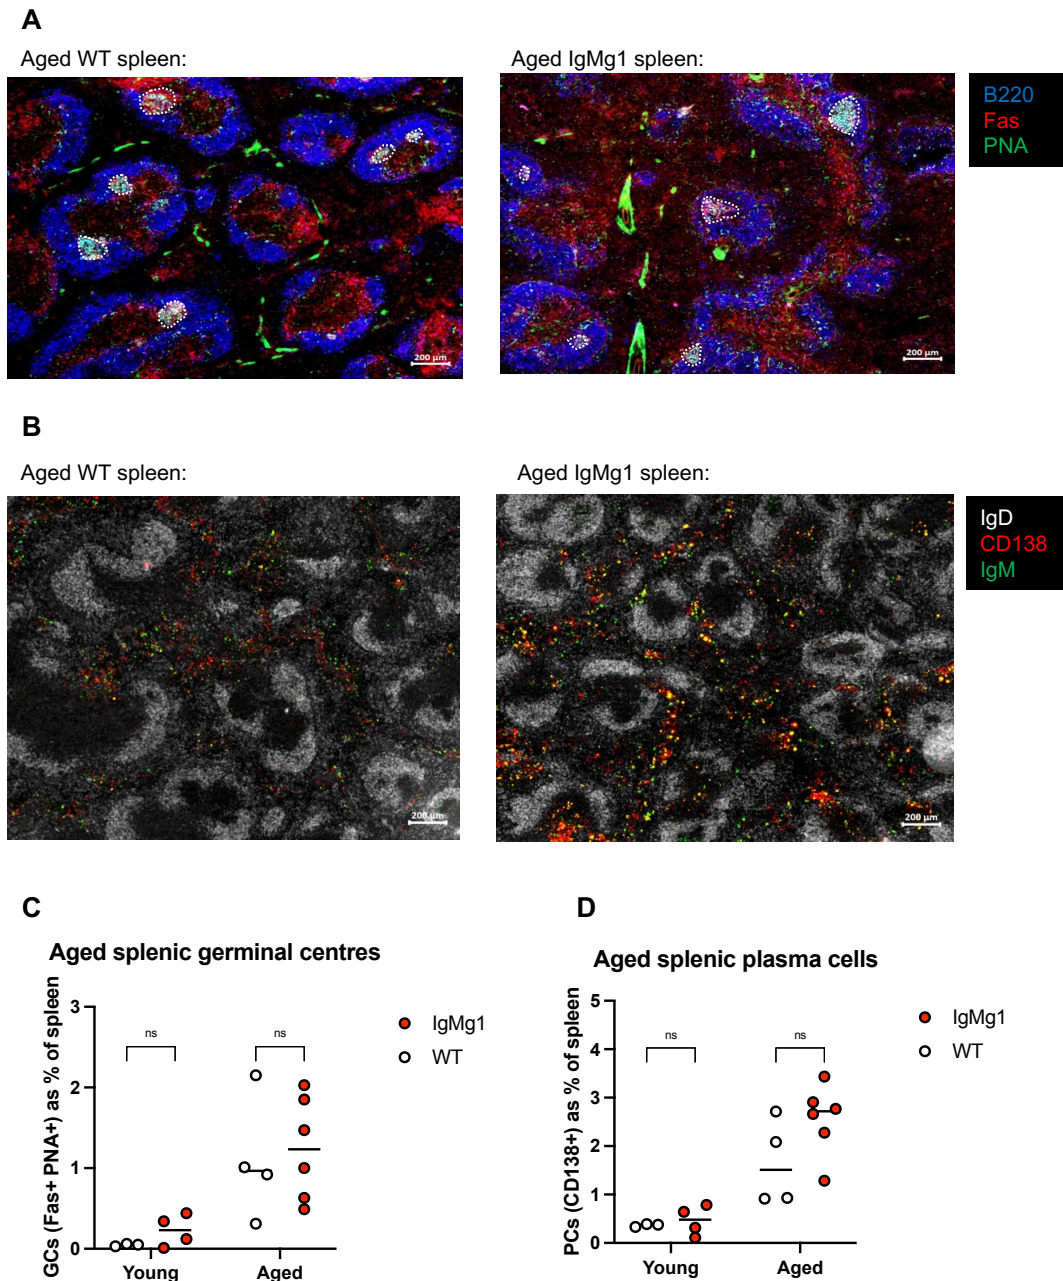 A
Aged WT spleen:
Aged IgMg1 spleen:
B220
Fas
PNA
200 µm
200 µm
B
Aged WT spleen:
Aged IgMg1 spleen:
IgD
CD138
IgM
200 µm
200 µm
C
Aged splenic germinal centres
GCs (Fas+ PNA+) as % of spleen
3
2
1
0
ns
ns
Young
Aged
IgMg1
WT
D
Aged splenic plasma cells
PCs (CD138+) as % of spleen
5
4
3
2
1
0
ns
ns
Young
Aged
IgMg1
WT